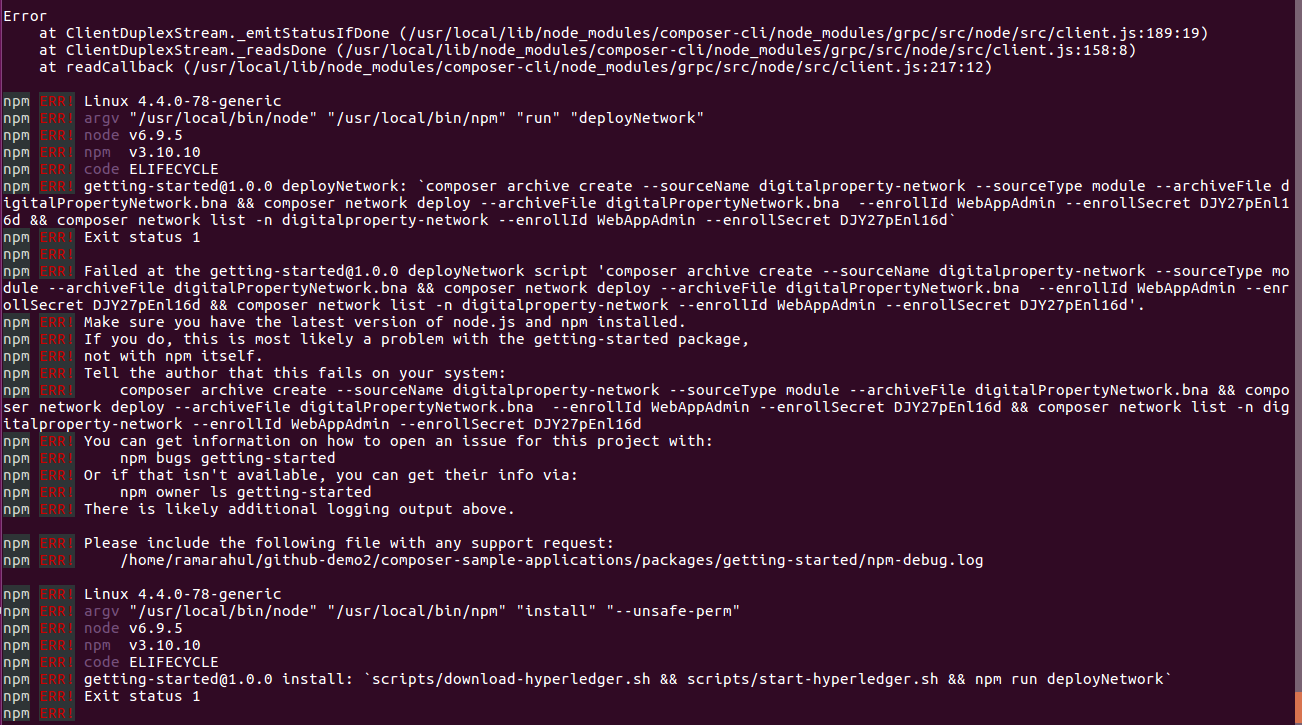 Error
    at ClientDuplexStream._emitStatusIfDone (/usr/local/lib/node_modules/composer-cli/node_modules/grpc/src/node/src/client.js:189:19)
    at ClientDuplexStream._readsDone (/usr/local/lib/node_modules/composer-cli/node_modules/grpc/src/node/src/client.js:158:8)
    at readCallback (/usr/local/lib/node_modules/composer-cli/node_modules/grpc/src/node/src/client.js:217:12)

npm ERR! Linux 4.4.0-78-generic
npm ERR! argv "/usr/local/bin/node" "/usr/local/bin/npm" "run" "deployNetwork"
npm ERR! node v6.9.5
npm ERR! npm  v3.10.10
npm ERR! code ELIFECYCLE
npm ERR! getting-started@1.0.0 deployNetwork: `composer archive create --sourceName digitalproperty-network --sourceType module --archiveFile d
igitalPropertyNetwork.bna && composer network deploy --archiveFile digitalPropertyNetwork.bna  --enrollId WebAppAdmin --enrollSecret DJY27pEnl1
6d && composer network list -n digitalproperty-network --enrollId WebAppAdmin --enrollSecret DJY27pEnl16d`
npm ERR! Exit status 1
npm ERR!
npm ERR! Failed at the getting-started@1.0.0 deployNetwork script 'composer archive create --sourceName digitalproperty-network --sourceType mo
dule --archiveFile digitalPropertyNetwork.bna && composer network deploy --archiveFile digitalPropertyNetwork.bna  --enrollId WebAppAdmin --enr
ollSecret DJY27pEnl16d && composer network list -n digitalproperty-network --enrollId WebAppAdmin --enrollSecret DJY27pEnl16d'.
npm ERR! Make sure you have the latest version of node.js and npm installed.
npm ERR! If you do, this is most likely a problem with the getting-started package,
npm ERR! not with npm itself.
npm ERR! Tell the author that this fails on your system:
npm ERR!     composer archive create --sourceName digitalproperty-network --sourceType module --archiveFile digitalPropertyNetwork.bna && compo
ser network deploy --archiveFile digitalPropertyNetwork.bna  --enrollId WebAppAdmin --enrollSecret DJY27pEnl16d && composer network list -n dig
italproperty-network --enrollId WebAppAdmin --enrollSecret DJY27pEnl16d
npm ERR! You can get information on how to open an issue for this project with:
npm ERR!     npm bugs getting-started
npm ERR! Or if that isn't available, you can get their info via:
npm ERR!     npm owner ls getting-started
npm ERR! There is likely additional logging output above.

npm ERR! Please include the following file with any support request:
npm ERR!     /home/ramarahul/github-demo2/composer-sample-applications/packages/getting-started/npm-debug.log

npm ERR! Linux 4.4.0-78-generic
npm ERR! argv "/usr/local/bin/node" "/usr/local/bin/npm" "install" "--unsafe-perm"
npm ERR! node v6.9.5
npm ERR! npm  v3.10.10
npm ERR! code ELIFECYCLE
npm ERR! getting-started@1.0.0 install: `scripts/download-hyperledger.sh && scripts/start-hyperledger.sh && npm run deployNetwork`
npm ERR! Exit status 1
npm ERR!